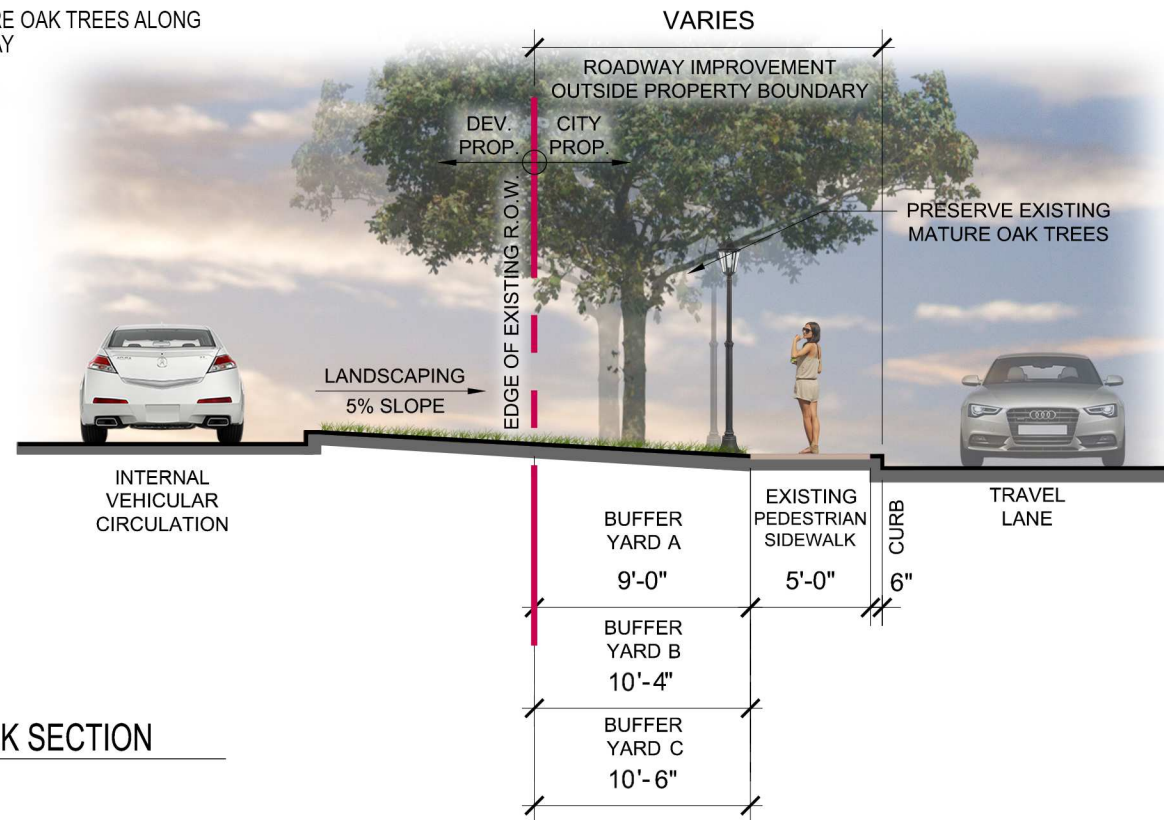 RE OAK TREES ALONG
AY
VARIES
ROADWAY IMPROVEMENT
OUTSIDE PROPERTY BOUNDARY
DEV.
PROP.
CITY
PROP.
EDGE OF EXISTING R.O.W.
PRESERVE EXISTING
MATURE OAK TREES
LANDSCAPING
5% SLOPE
INTERNAL
VEHICULAR
CIRCULATION
BUFFER
YARD A
9'-0"
EXISTING
PEDESTRIAN
SIDEWALK
5'-0"
CURB
6"
TRAVEL
LANE
BUFFER
YARD B
10'-4"
BUFFER
YARD C
10'-6"
K SECTION